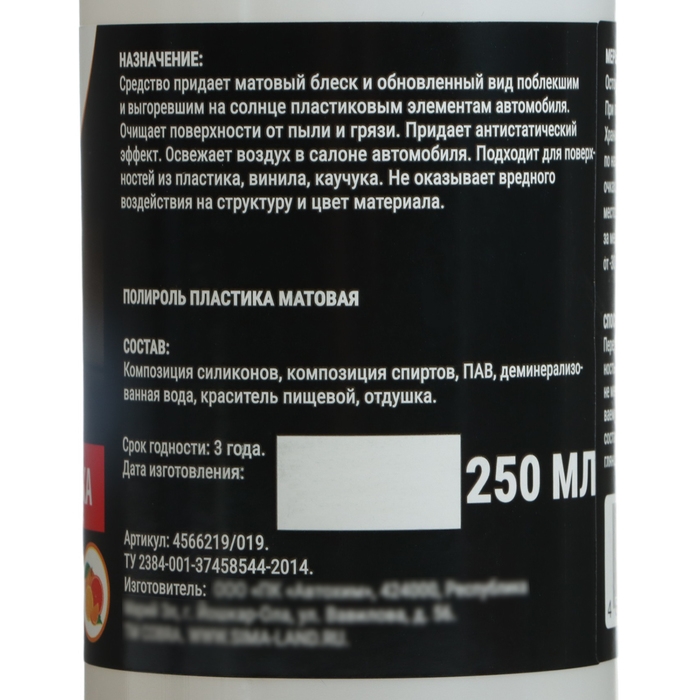 НАЗНАЧЕНИЕ:
Средство придает матовый блеск и обновленный вид поблекшим
и выгоревшим на солнце пластиковым элементам автомобиля.
Очищает поверхности от пыли и грязи. Придает антистатический
эффект. Освежает воздух в салоне автомобиля. Подходит для поверх-
ностей из пластика, винила, каучука. Не оказывает вредного
воздействия на структуру и цвет материала.
ПОЛИРОЛЬ ПЛАСТИКА МАТОВАЯ
СОСТАВ:
Композиция силиконов, композиция спиртов, ПАВ, деминерализо-
ванная вода, краситель пищевой, отдушка.
Срок годности: 3 года.
Дата изготовления:
250 МЛ
Артикул: 4566219/019.
ТУ 2384-001-37458544-2014.
Изготовитель: